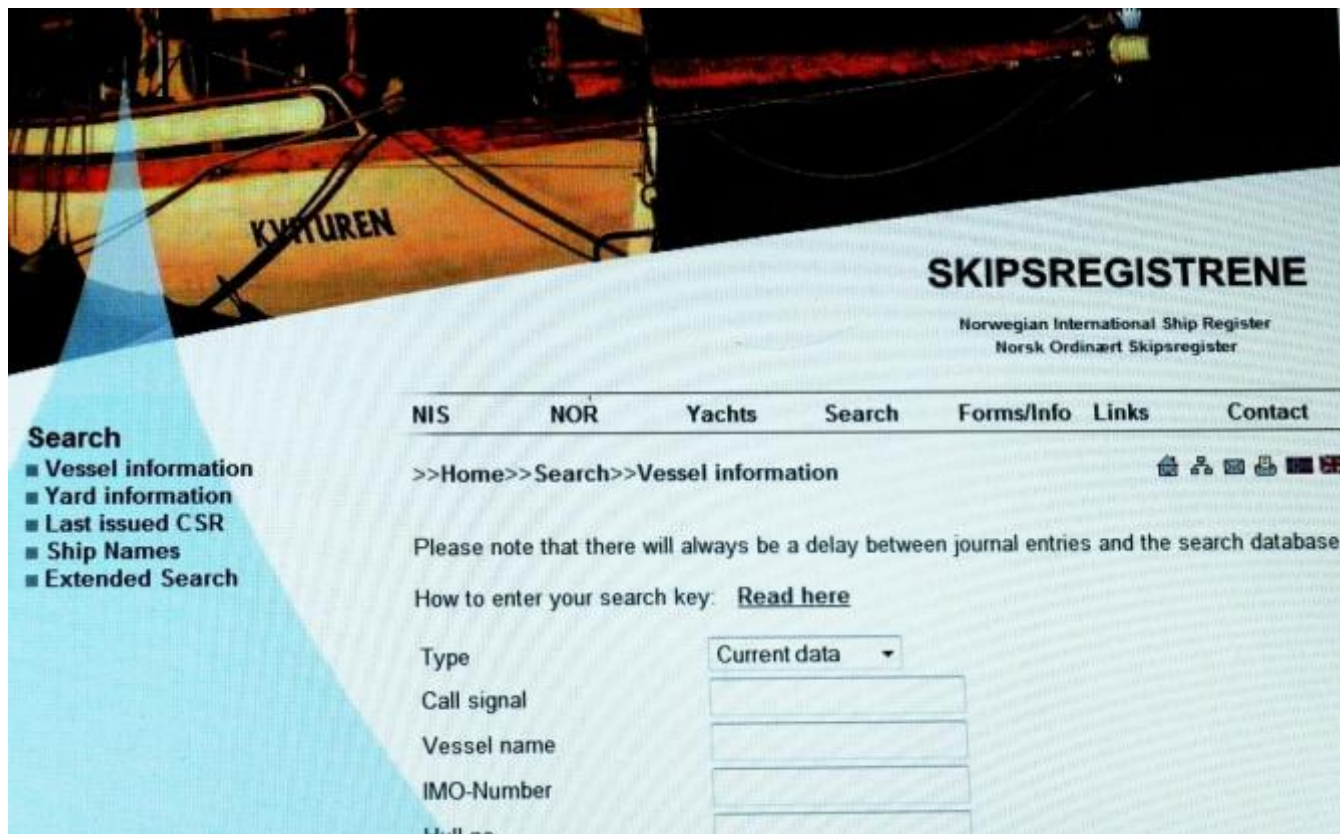 KVITUREN
SKIPSREGISTRENE
Norwegian International Ship Register
Norsk Ordinært Skipsregister
NIS NOR Yachts Search Forms/Info Links Contact
Search
Vessel information
Yard information
Last issued CSR
Ship Names
Extended Search
>>Home>>Search>>Vessel information
Please note that there will always be a delay between journal entries and the search database
How to enter your search key: Read here
Type Current data
Call signal
Vessel name
IMO-Number